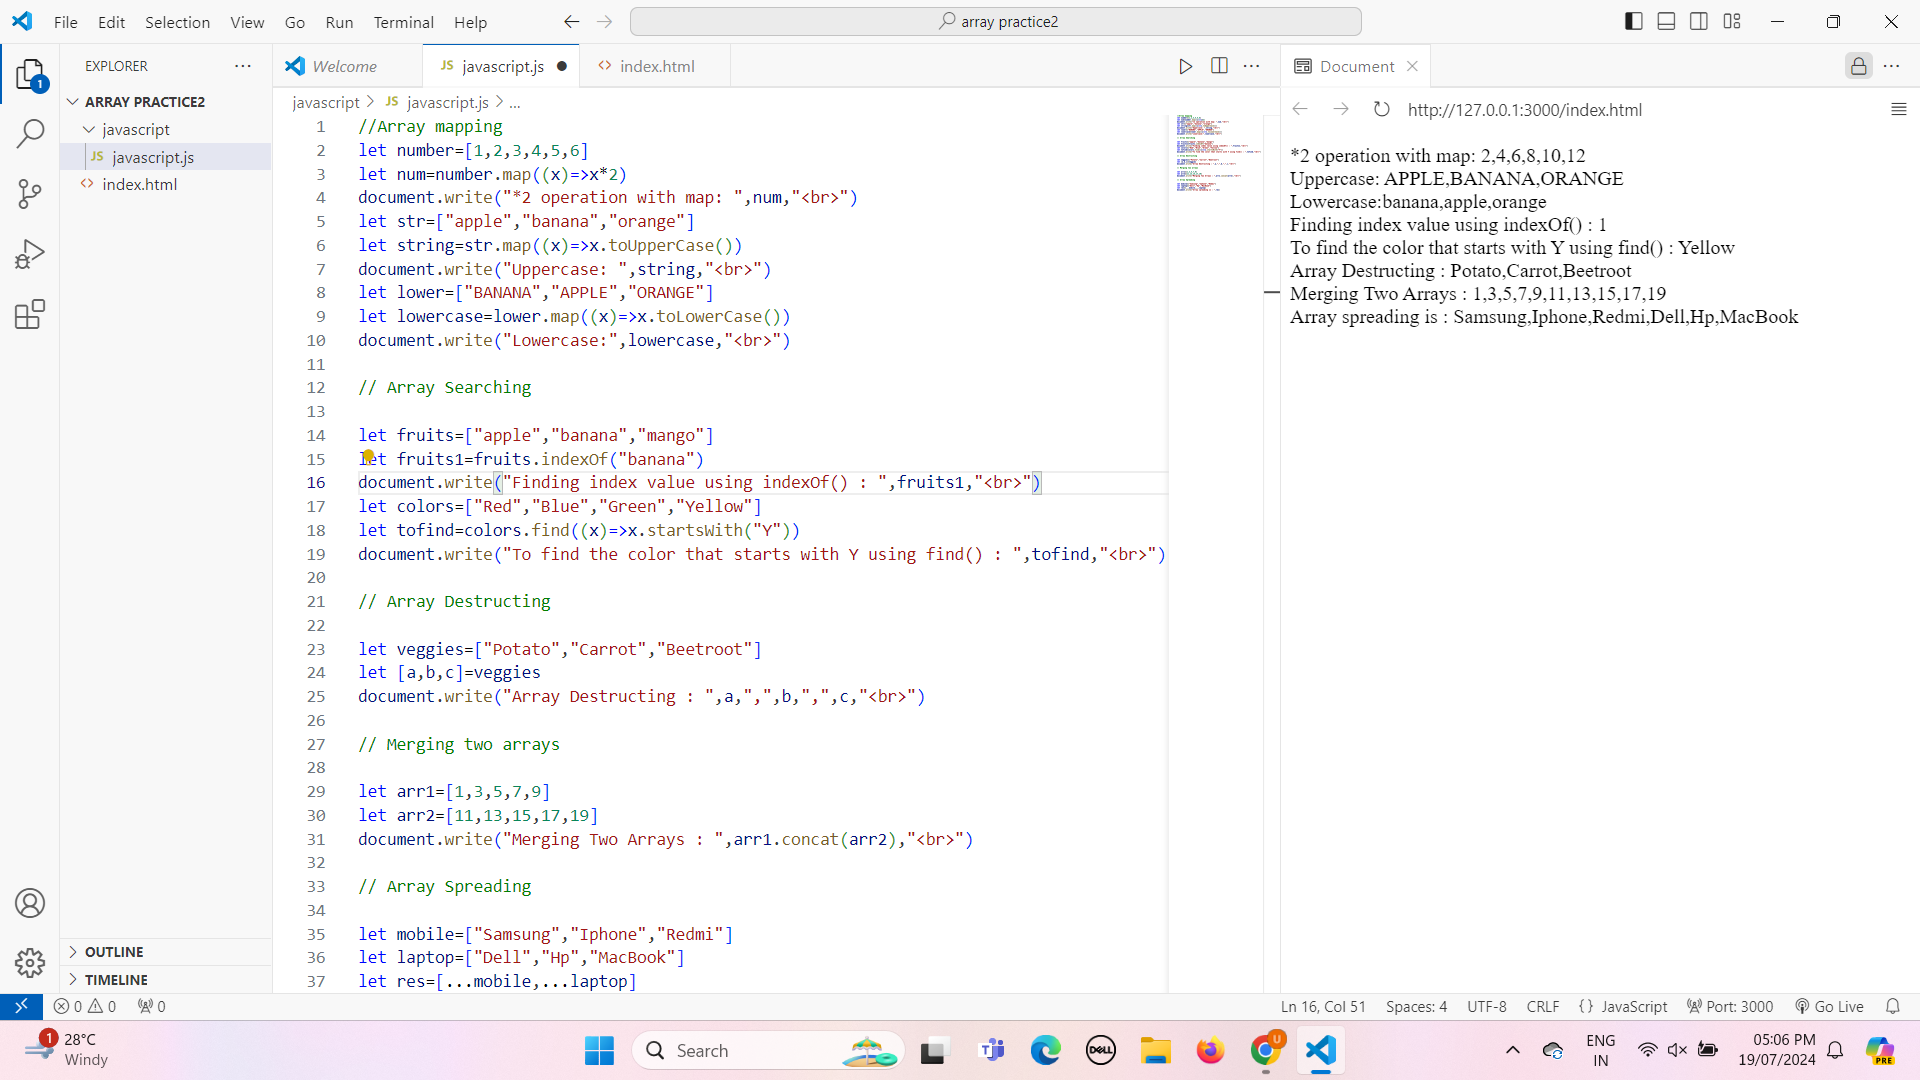 File Edit Selection View Go Run Terminal Help
array practice2
EXPLORER
ARRAY PRACTICE2
javascript
JS javascript.js
<> index.html
OUTLINE
TIMELINE
1
Welcome
JS javascript.js
<> index.html
javascript > JS javascript.js > ...
1 //Array mapping
2 let number=[1,2,3,4,5,6]
3 let num=number.map((x)=>x*2)
4 document.write("*2 operation with map: ",num,"<br>")
5 let str=["apple","banana","orange"]
6 let string=str.map((x)=>x.toUpperCase())
7 document.write("Uppercase: ",string,"<br>")
8 let lower=["BANANA","APPLE","ORANGE"]
9 let lowercase=lower.map((x)=>x.toLowerCase())
10 document.write("Lowercase:",lowercase,"<br>")
11
12 // Array Searching
13
14 let fruits=["apple","banana","mango"]
15 let fruits1=fruits.indexOf("banana")
16 document.write("Finding index value using indexOf() : ",fruits1,"<br>")
17 let colors=["Red","Blue","Green","Yellow"]
18 let tofind=colors.find((x)=>x.startsWith("Y"))
19 document.write("To find the color that starts with Y using find() : ",tofind,"<br>")
20
21 // Array Destructing
22
23 let veggies=["Potato","Carrot","Beetroot"]
24 let [a,b,c]=veggies
25 document.write("Array Destructing : ",a,",",b,",",c,"<br>")
26
27 // Merging two arrays
28
29 let arr1=[1,3,5,7,9]
30 let arr2=[11,13,15,17,19]
31 document.write("Merging Two Arrays : ",arr1.concat(arr2),"<br>")
32
33 // Array Spreading
34
35 let mobile=["Samsung","Iphone","Redmi"]
36 let laptop=["Dell","Hp","MacBook"]
37 let res=[...mobile,...laptop]
Document
http://127.0.0.1:3000/index.html
*2 operation with map: 2,4,6,8,10,12
Uppercase: APPLE,BANANA,ORANGE
Lowercase:banana,apple,orange
Finding index value using indexOf() : 1
To find the color that starts with Y using find() : Yellow
Array Destructing : Potato,Carrot,Beetroot
Merging Two Arrays : 1,3,5,7,9,11,13,15,17,19
Array spreading is : Samsung,Iphone,Redmi,Dell,Hp,MacBook
0 0 0
Ln 16, Col 51 Spaces: 4 UTF-8 CRLF {} JavaScript Port: 3000 Go Live
1
28°C
Windy
Search
DELL
U
ENG
IN
05:06 PM
19/07/2024
PRE